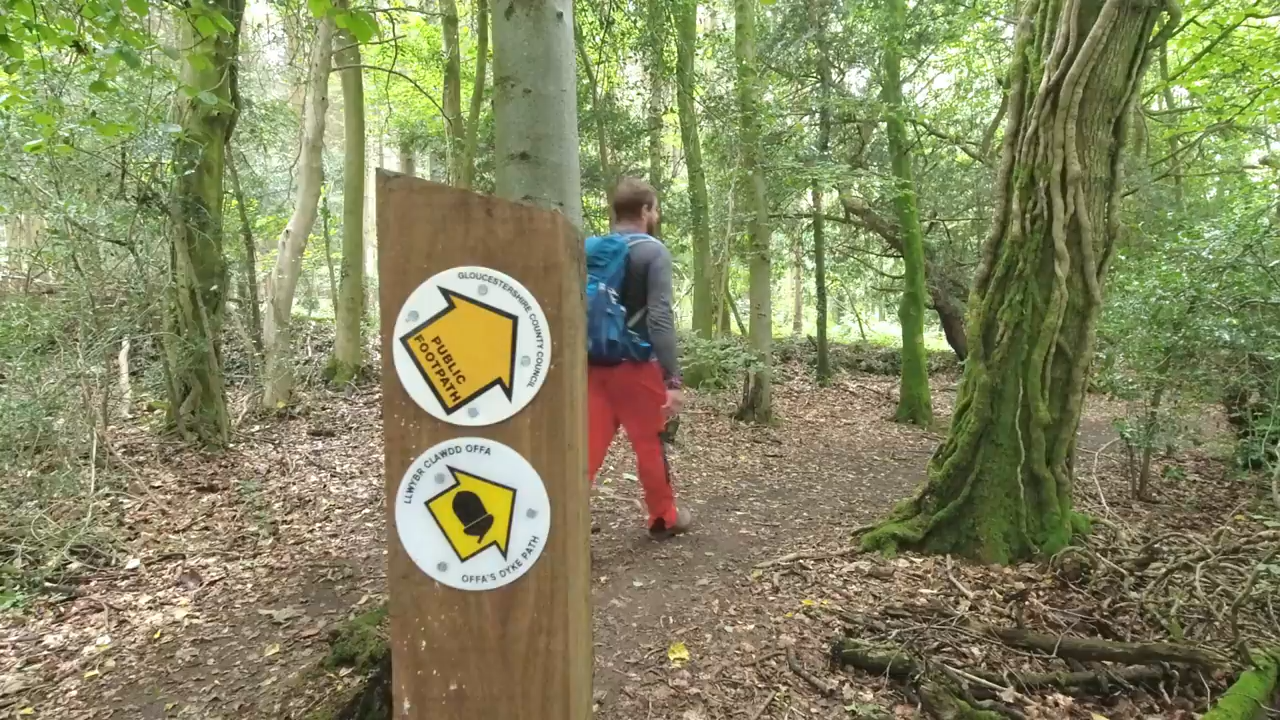 GLOUCESTERSHIRE COUNTY COUNCIL
PUBLIC
FOOTPATH
LLWYBR CLAWDD OFFA
OFFA'S DYKE PATH